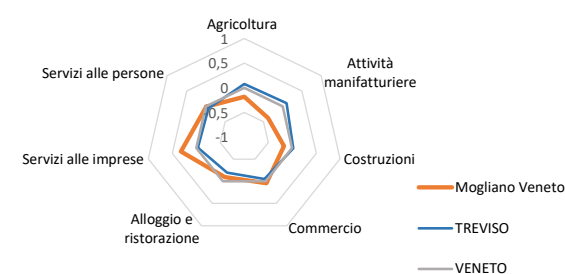 Agricoltura
1
0,5
0
0,5
-1
Attività
manifatturiere
Costruzioni
Commercio
Alloggio e
ristorazione
Servizi alle imprese
Servizi alle persone
Mogliano Veneto
TREVISO
VENETO